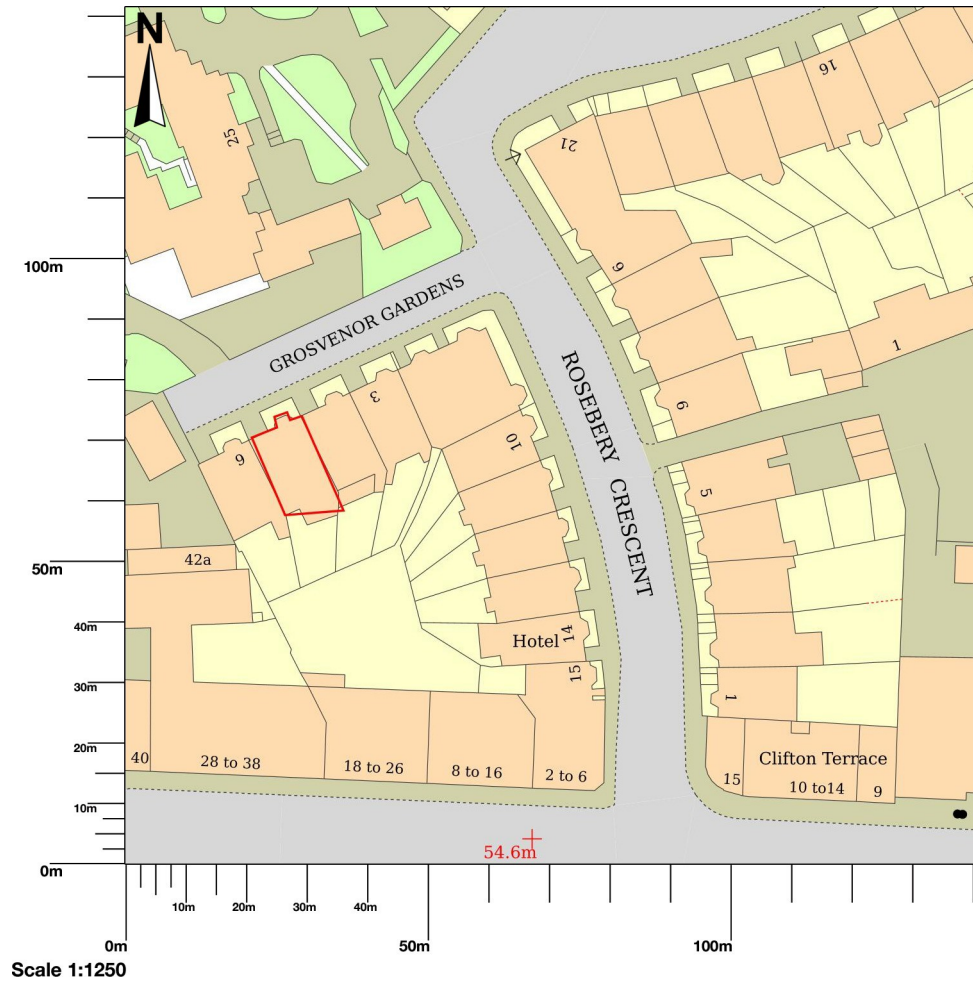 N
25
16
21
100m
GROSVENOR GARDENS
9
1
ROSEBERY CRESCENT
3
6
10
9
5
50m
42a
40m
Hotel
14
30m
15
1
20m
40
28 to 38
18 to 26
8 to 16
2 to 6
Clifton Terrace
15
10 to14
9
10m
54.6m
0m
10m
20m
30m
40m
0m
50m
100m
Scale 1:1250